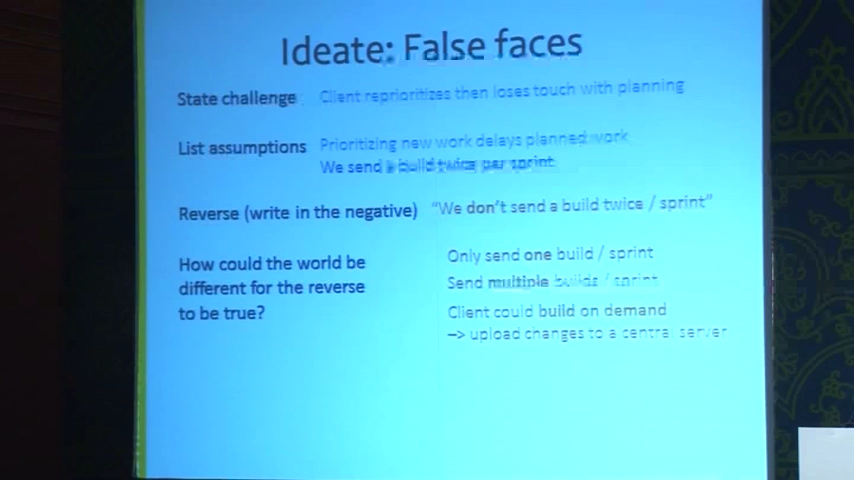 Ideate: False faces
State challenge Client reprioritizes then loses touch with planning
List assumptions Prioritizing new work delays planned work
We send a build twice per sprint
Reverse (write in the negative) "We don't send a build twice / sprint"
How could the world be
different for the reverse
to be true?
Only send one build / sprint
Send multiple builds / sprint
Client could build on demand
—> upload changes to a central server